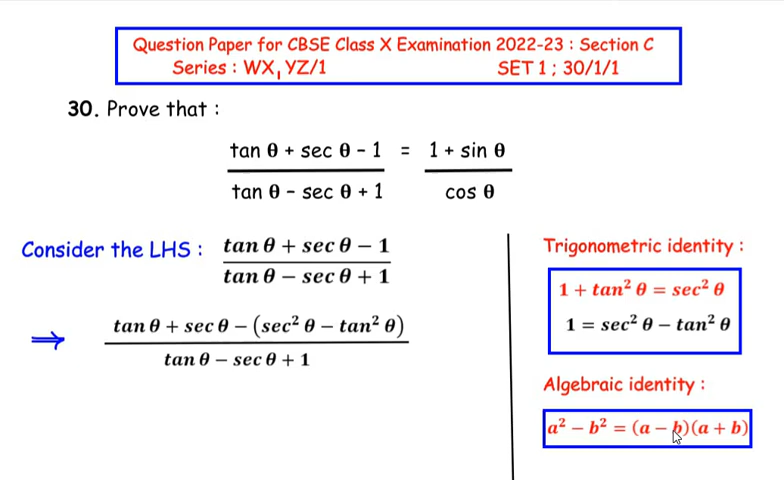 Question Paper for CBSE Class X Examination 2022-23 : Section C
Series : WX1YZ/1 SET 1 ; 30/1/1
30. Prove that :
tan θ + sec θ - 1 = 1 + sin θ
tan θ - sec θ + 1 cos θ
Consider the LHS : tan θ + sec θ − 1
tan θ − sec θ + 1
⇒ tan θ + sec θ − (sec² θ − tan² θ)
tan θ − sec θ + 1
Trigonometric identity :
1 + tan² θ = sec² θ
1 = sec² θ − tan² θ
Algebraic identity :
a² − b² = (a − b)(a + b)